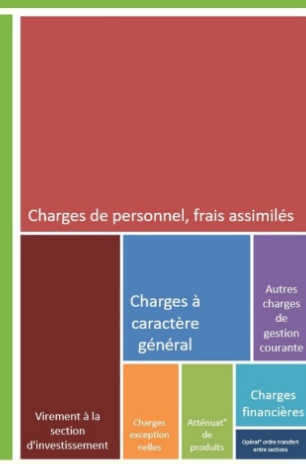 Charges de personnel, frais assimilés
Virement à la
section
d'investissement
Charges à
caractère
général
Autres
charges
de
gestion
courante
Charges
exception
nelles
Atténuat°
de
produits
Charges
financières
Opérat° ordre transfert
entre sections